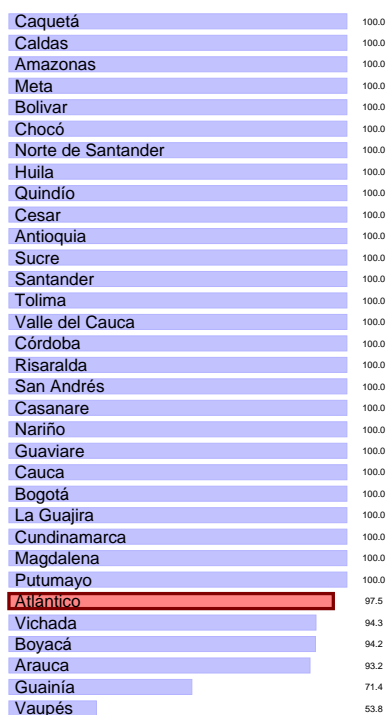 Caquetá 100.0
Caldas 100.0
Amazonas 100.0
Meta 100.0
Bolivar 100.0
Chocó 100.0
Norte de Santander 100.0
Huila 100.0
Quindío 100.0
Cesar 100.0
Antioquia 100.0
Sucre 100.0
Santander 100.0
Tolima 100.0
Valle del Cauca 100.0
Córdoba 100.0
Risaralda 100.0
San Andrés 100.0
Casanare 100.0
Nariño 100.0
Guaviare 100.0
Cauca 100.0
Bogotá 100.0
La Guajira 100.0
Cundinamarca 100.0
Magdalena 100.0
Putumayo 100.0
Atlántico 97.5
Vichada 94.3
Boyacá 94.2
Arauca 93.2
Guainía 71.4
Vaupés 53.8